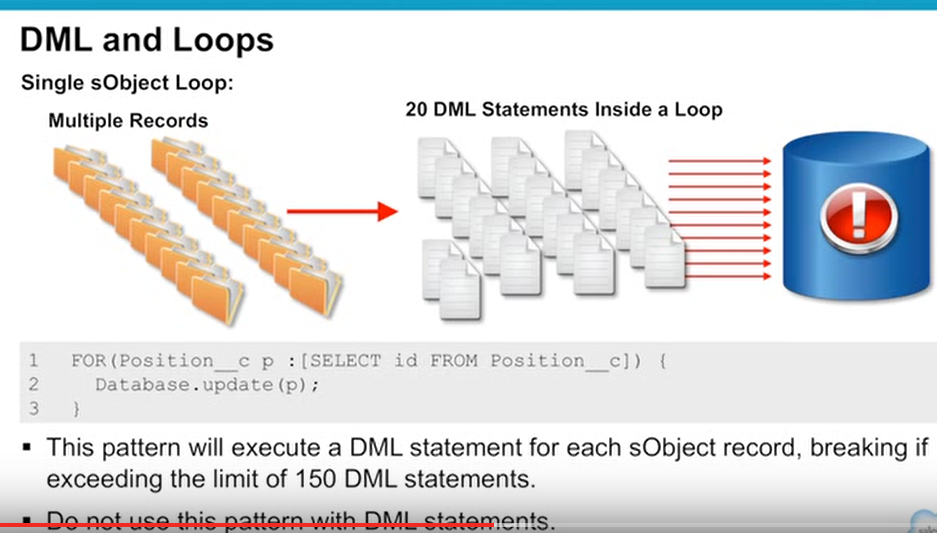 DML and Loops
Single sObject Loop:
Multiple Records
20 DML Statements Inside a Loop
1 FOR(Position__c p :[SELECT id FROM Position__c]) {
2 Database.update(p);
3 }
▪ This pattern will execute a DML statement for each sObject record, breaking if
exceeding the limit of 150 DML statements.
▪ Do not use this pattern with DML statements.